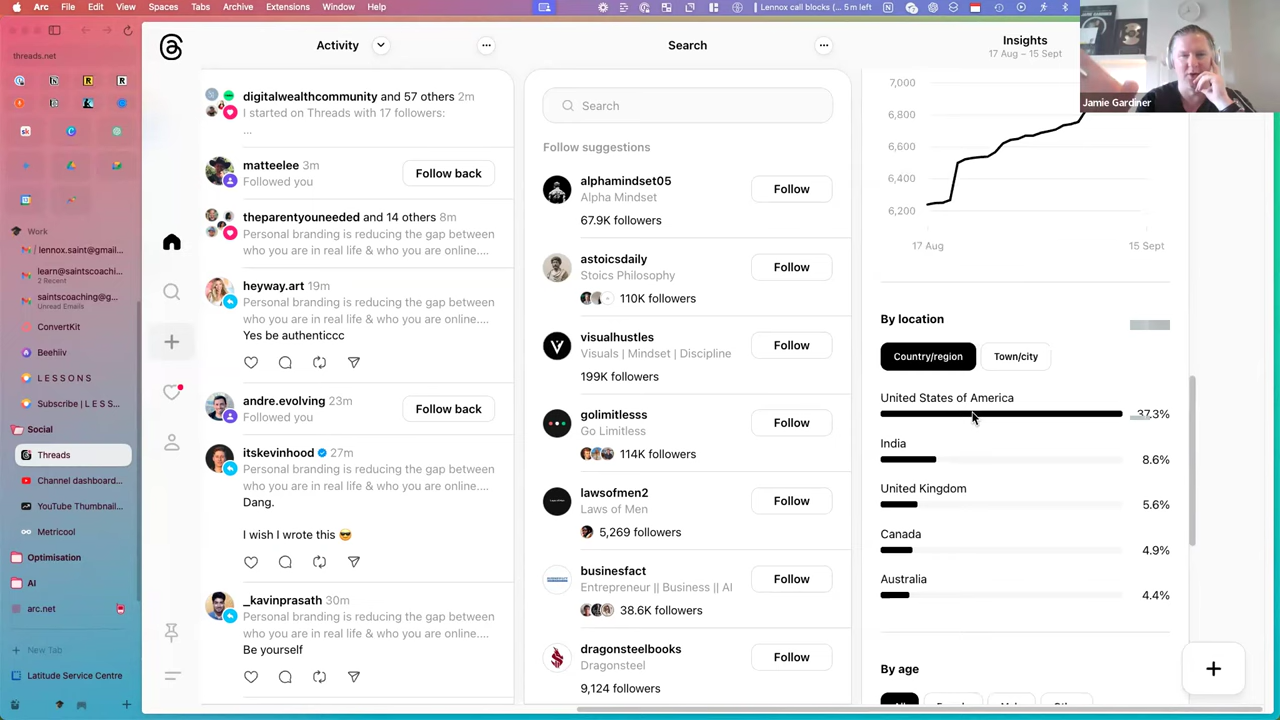 Archive
File
Edit
View
Spaces
Tabs
Archive
Extensions
Window
Help
Lennox call blocks (... 5 m left
threads.net
Work
lennox.saint@gmail...
learn@saintscoachi...
2 Recent
saintscoaching@g...
Unread Emails
ConvertKit
Beehiiv
L E S S O N S
Subscribe | L E S S...
Social
Threads
Channel dashboard...
YouTube Thumbnail...
Metricool
Optimisation
AI
arc.net
New Tab
Latitude Service Centre
Activity
digitalwealthcommunity and 57 others 2m
I started on Threads with 17 followers:
...
matteelee 3m
Followed you
Follow back
theparentyouneeded and 14 others 8m
Personal branding is reducing the gap between
who you are in real life & who you are online....
heyway.art 19m
Personal branding is reducing the gap between
who you are in real life & who you are online....
Yes be authenticcc
andre.evolving 23m
Followed you
Follow back
itskevinhood 27m
Personal branding is reducing the gap between
who you are in real life & who you are online....
Dang.
I wish I wrote this 😎
_kavinprasath 30m
Personal branding is reducing the gap between
who you are in real life & who you are online....
Be yourself
Search
Search
Follow suggestions
alphamindset05
Alpha Mindset
67.9K followers
Follow
astoicsdaily
Stoics Philosophy
110K followers
Follow
visualhustles
Visuals | Mindset | Discipline
199K followers
Follow
golimitlesss
Go Limitless
114K followers
Follow
lawsofmen2
Laws of Men
5,269 followers
Follow
businesfact
Entrepreneur || Business || AI
38.6K followers
Follow
dragonsteelbooks
Dragonsteel
9,124 followers
Follow
Insights
17 Aug – 15 Sept
Jamie Gardiner
7,000
6,800
6,600
6,400
6,200
17 Aug
15 Sept
By location
Country/region
Town/city
United States of America
37.3%
India
8.6%
United Kingdom
5.6%
Canada
4.9%
Australia
4.4%
By age